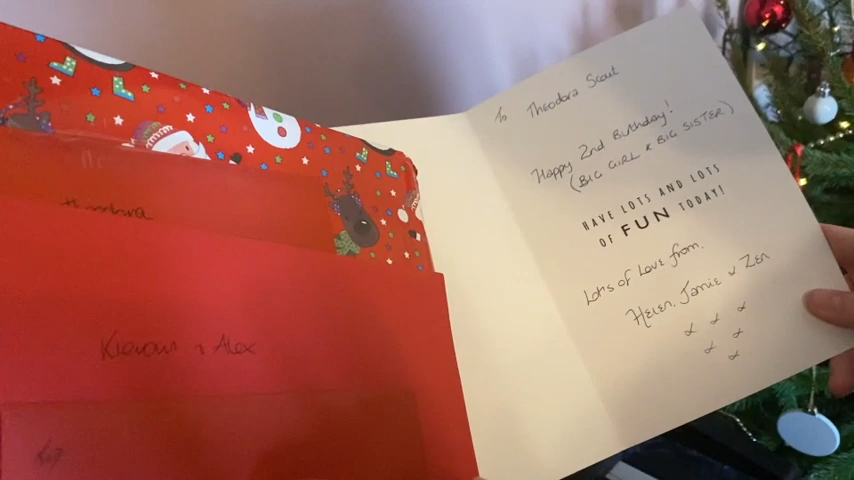 To Theodora Scout
Happy 2nd Birthday!
(BIG GIRL & BIG SISTER)
HAVE LOTS AND LOTS
OF FUN TODAY!
Lots of Love from,
Helen, Jamie & Zen
Kieran & Alex